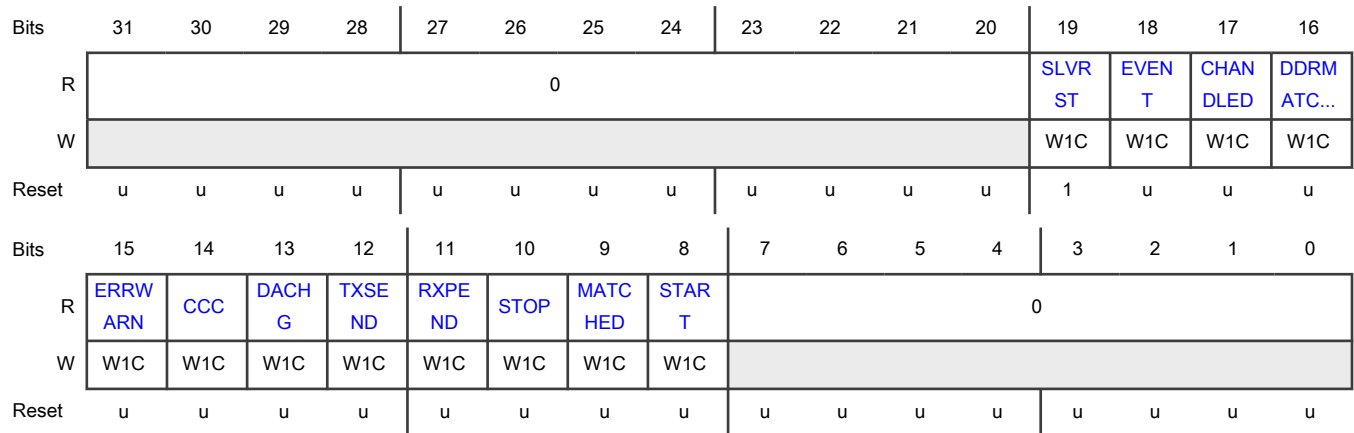 Bits 31 30 29 28 27 26 25 24 23 22 21 20 19 18 17 16
R 0 SLVR ST EVEN T CHAN DLED DDRM ATC...
W W1C W1C W1C W1C
Reset u u u u u u u u u u u u 1 u u u
Bits 15 14 13 12 11 10 9 8 7 6 5 4 3 2 1 0
R ERRW ARN CCC DACH G TXSE ND RXPE ND STOP MATC HED STAR T 0
W W1C W1C W1C W1C W1C W1C W1C W1C
Reset u u u u u u u u u u u u u u u u